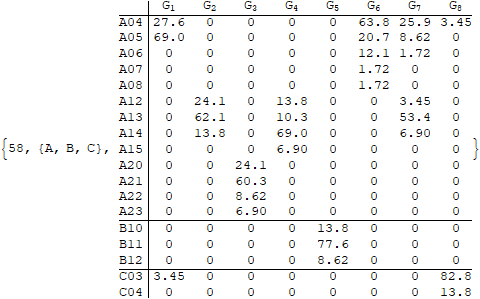 G₁ G₂ G₃ G₄ G₅ G₆ G₇ G₈
A04 27.6 0 0 0 0 63.8 25.9 3.45
A05 69.0 0 0 0 0 20.7 8.62 0
A06 0 0 0 0 0 12.1 1.72 0
A07 0 0 0 0 0 1.72 0 0
A08 0 0 0 0 0 1.72 0 0
A12 0 24.1 0 13.8 0 0 3.45 0
A13 0 62.1 0 10.3 0 0 53.4 0
A14 0 13.8 0 69.0 0 0 6.90 0
{58, {A, B, C}, A15 0 0 0 6.90 0 0 0 0 }
A20 0 0 24.1 0 0 0 0 0
A21 0 0 60.3 0 0 0 0 0
A22 0 0 8.62 0 0 0 0 0
A23 0 0 6.90 0 0 0 0 0
B10 0 0 0 0 13.8 0 0 0
B11 0 0 0 0 77.6 0 0 0
B12 0 0 0 0 8.62 0 0 0
C03 3.45 0 0 0 0 0 0 82.8
C04 0 0 0 0 0 0 0 13.8